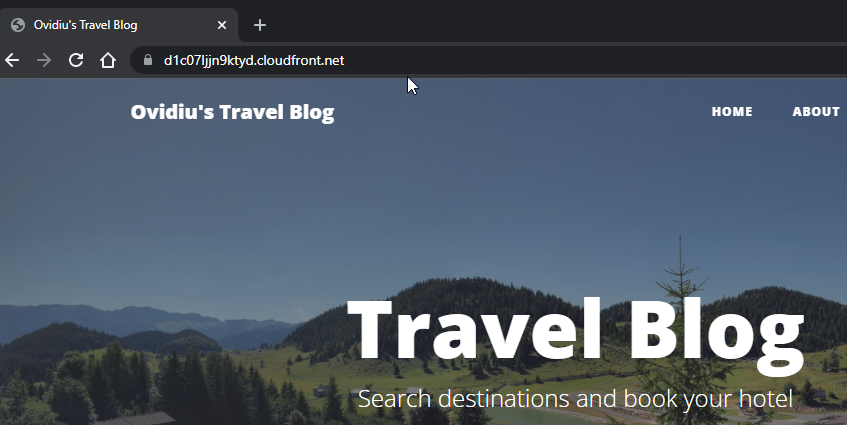 Ovidiu's Travel Blog
d1c07ljjn9ktyd.cloudfront.net
Ovidiu's Travel Blog HOME ABOUT
Travel Blog
Search destinations and book your hotel